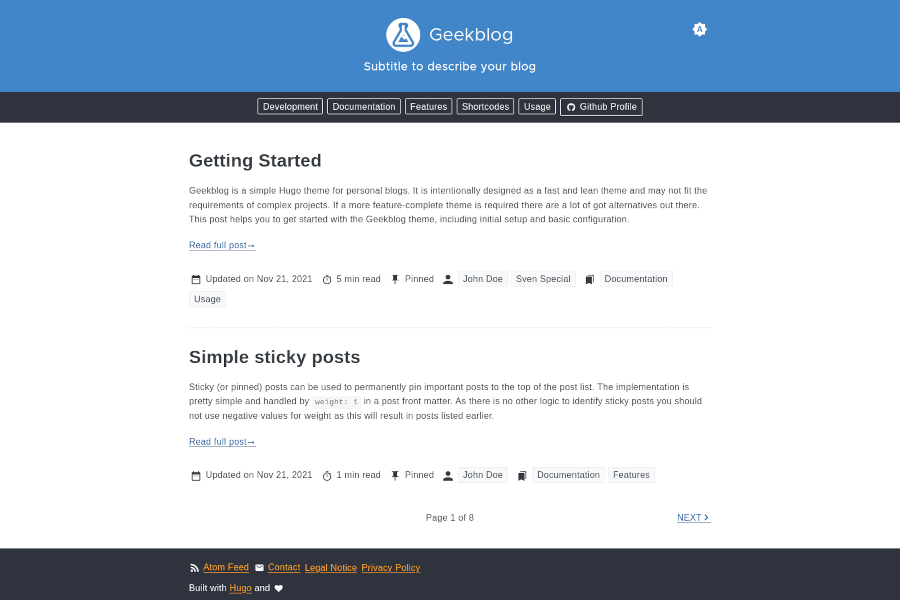 Geekblog
A
Subtitle to describe your blog
Development Documentation Features Shortcodes Usage Github Profile
Getting Started
Geekblog is a simple Hugo theme for personal blogs. It is intentionally designed as a fast and lean theme and may not fit the
requirements of complex projects. If a more feature-complete theme is required there are a lot of got alternatives out there.
This post helps you to get started with the Geekblog theme, including initial setup and basic configuration.
Read full post→
Updated on Nov 21, 2021 5 min read Pinned John Doe Sven Special Documentation
Usage
Simple sticky posts
Sticky (or pinned) posts can be used to permanently pin important posts to the top of the post list. The implementation is
pretty simple and handled by weight: 1 in a post front matter. As there is no other logic to identify sticky posts you should
not use negative values for weight as this will result in posts listed earlier.
Read full post→
Updated on Nov 21, 2021 1 min read Pinned John Doe Documentation Features
Page 1 of 8 NEXT
Atom Feed Contact Legal Notice Privacy Policy
Built with Hugo and